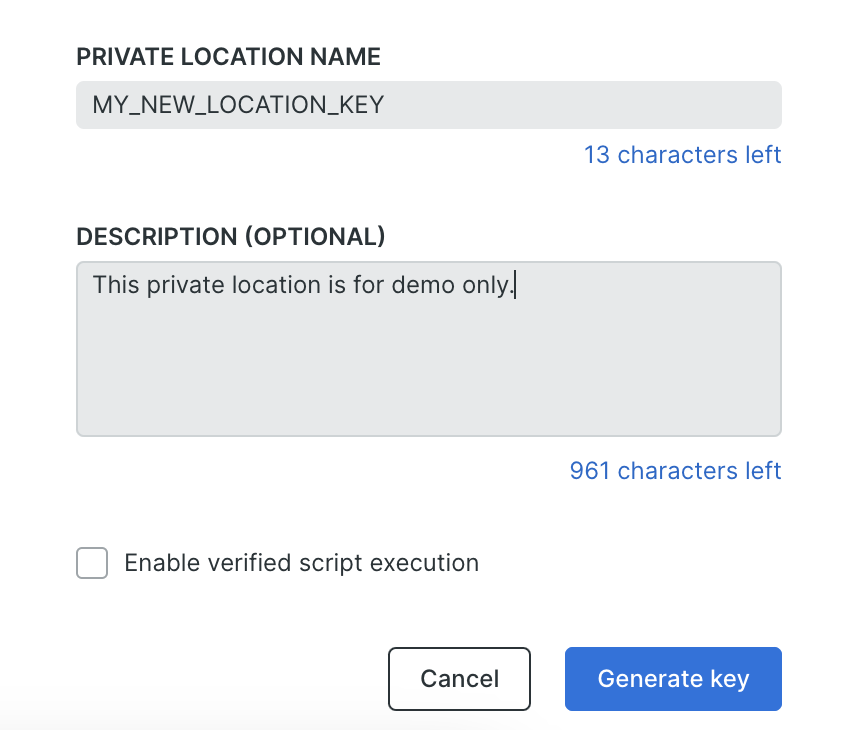 PRIVATE LOCATION NAME
MY_NEW_LOCATION_KEY
13 characters left
DESCRIPTION (OPTIONAL)
This private location is for demo only.
961 characters left
Enable verified script execution
Cancel
Generate key